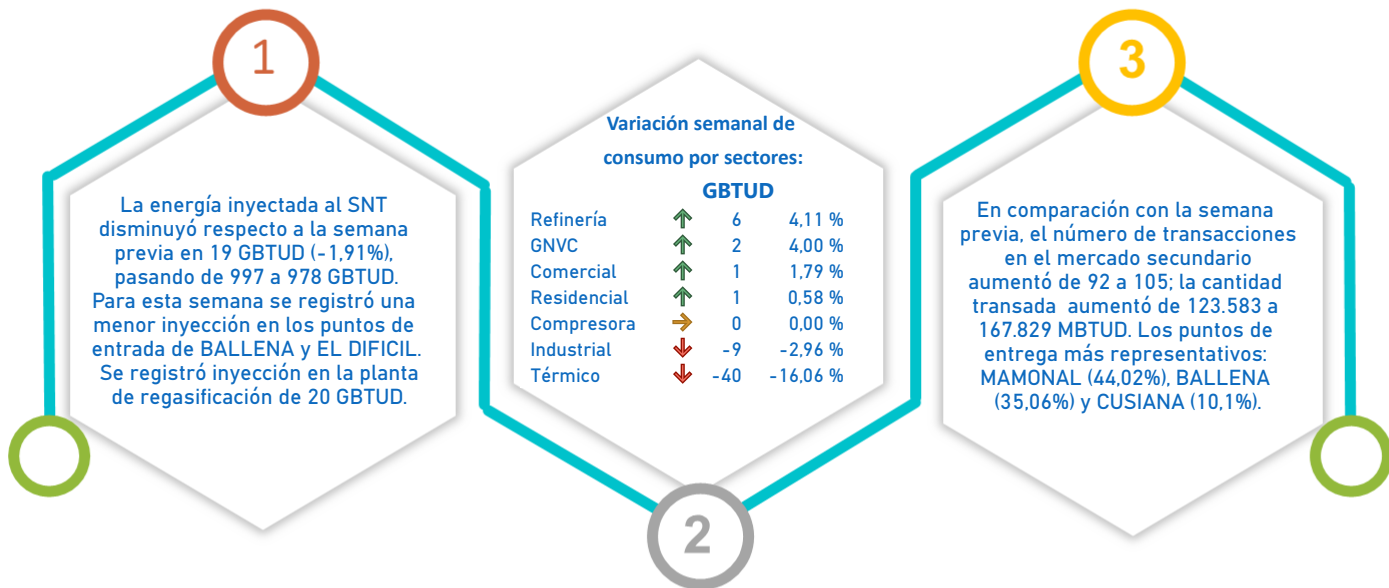 1
La energía inyectada al SNT
disminuyó respecto a la semana
previa en 19 GBTUD (-1,91%),
pasando de 997 a 978 GBTUD.
Para esta semana se registró una
menor inyección en los puntos de
entrada de BALLENA y EL DIFICIL.
Se registró inyección en la planta
de regasificación de 20 GBTUD.
Variación semanal de
consumo por sectores:
GBTUD
Refinería 6 4,11 %
GNVC 2 4,00 %
Comercial 1 1,79 %
Residencial 1 0,58 %
Compresora 0 0,00 %
Industrial -9 -2,96 %
Térmico -40 -16,06 %
2
3
En comparación con la semana
previa, el número de transacciones
en el mercado secundario
aumentó de 92 a 105; la cantidad
transada aumentó de 123.583 a
167.829 MBTUD. Los puntos de
entrega más representativos:
MAMONAL (44,02%), BALLENA
(35,06%) y CUSIANA (10,1%).